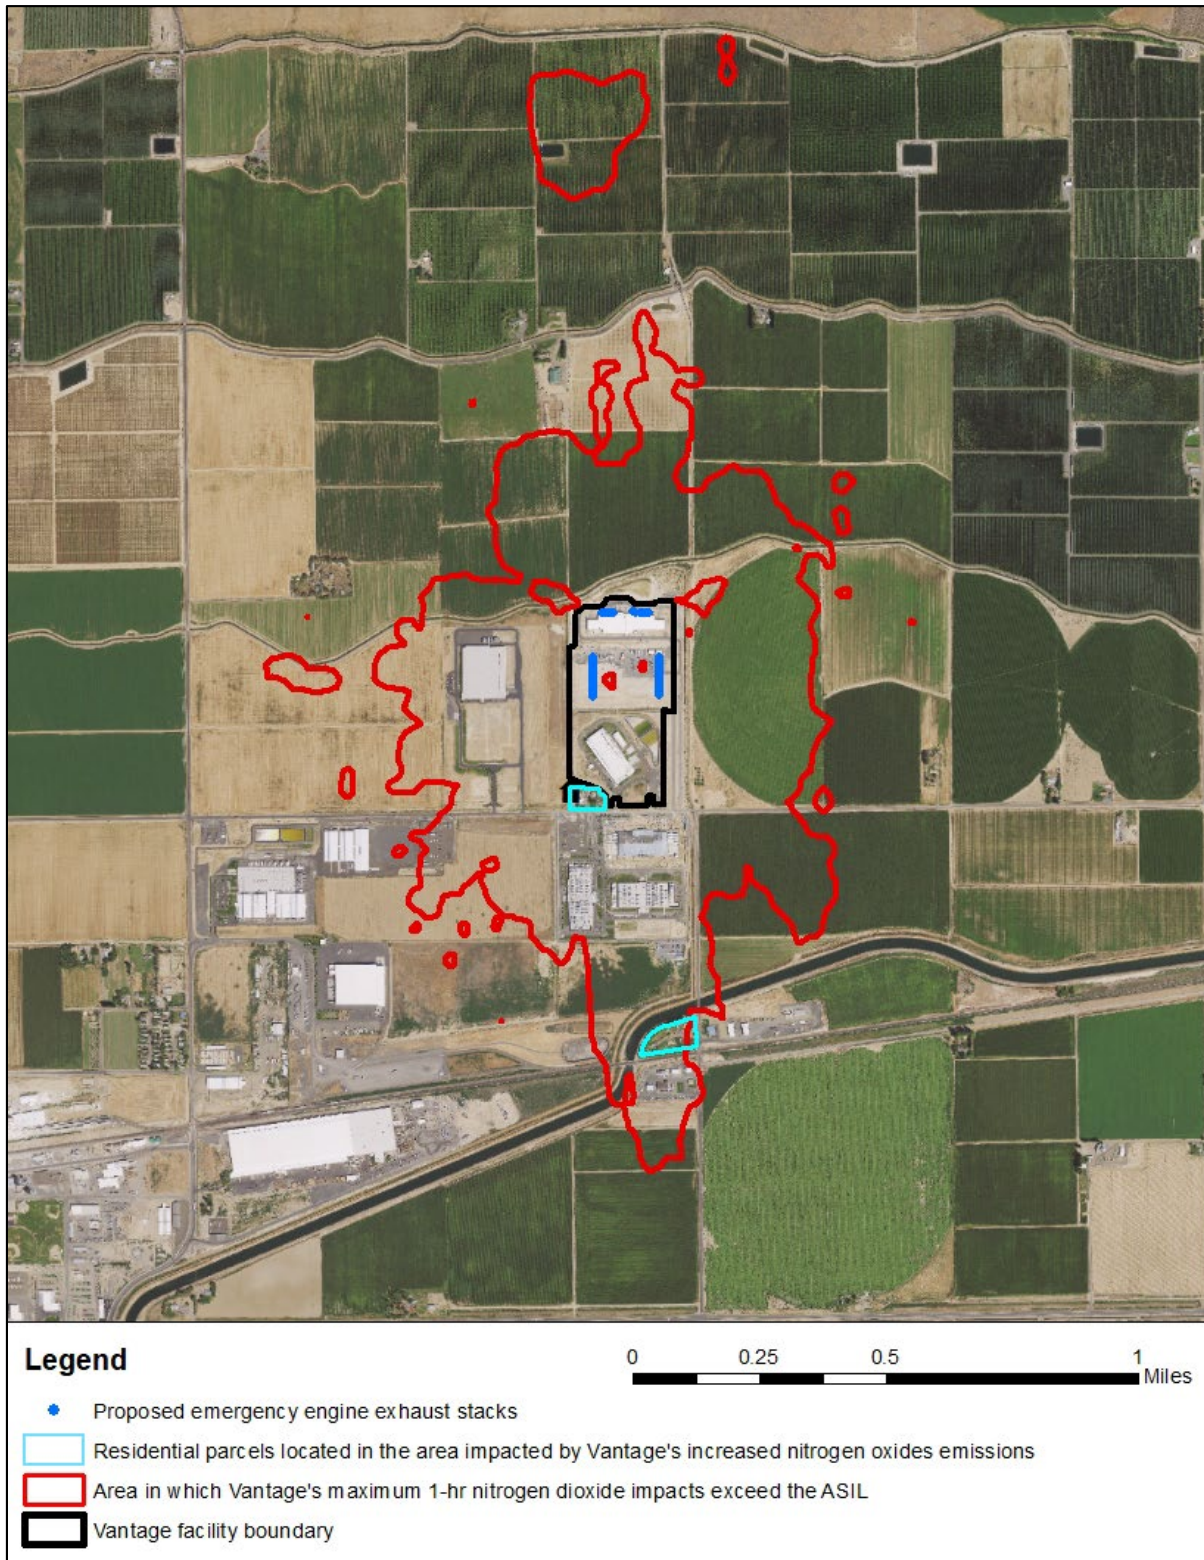 Legend
0 0.25 0.5 1
Miles
Proposed emergency engine exhaust stacks
Residential parcels located in the area impacted by Vantage's increased nitrogen oxides emissions
Area in which Vantage's maximum 1-hr nitrogen dioxide impacts exceed the ASIL
Vantage facility boundary